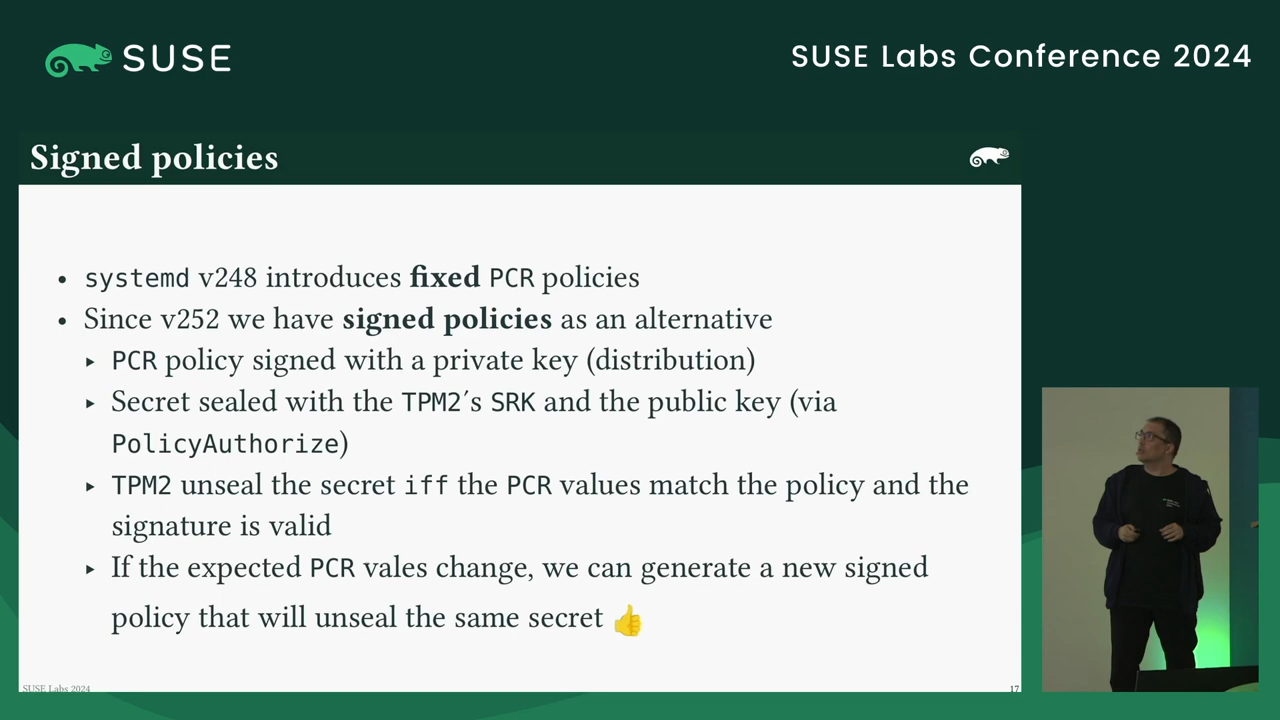 SUSE
SUSE Labs Conference 2024
Signed policies
• systemd v248 introduces fixed PCR policies
• Since v252 we have signed policies as an alternative
‣ PCR policy signed with a private key (distribution)
‣ Secret sealed with the TPM2´s SRK and the public key (via
PolicyAuthorize)
‣ TPM2 unseal the secret iff the PCR values match the policy and the
signature is valid
‣ If the expected PCR vales change, we can generate a new signed
policy that will unseal the same secret 👍
SUSE Labs 2024
17